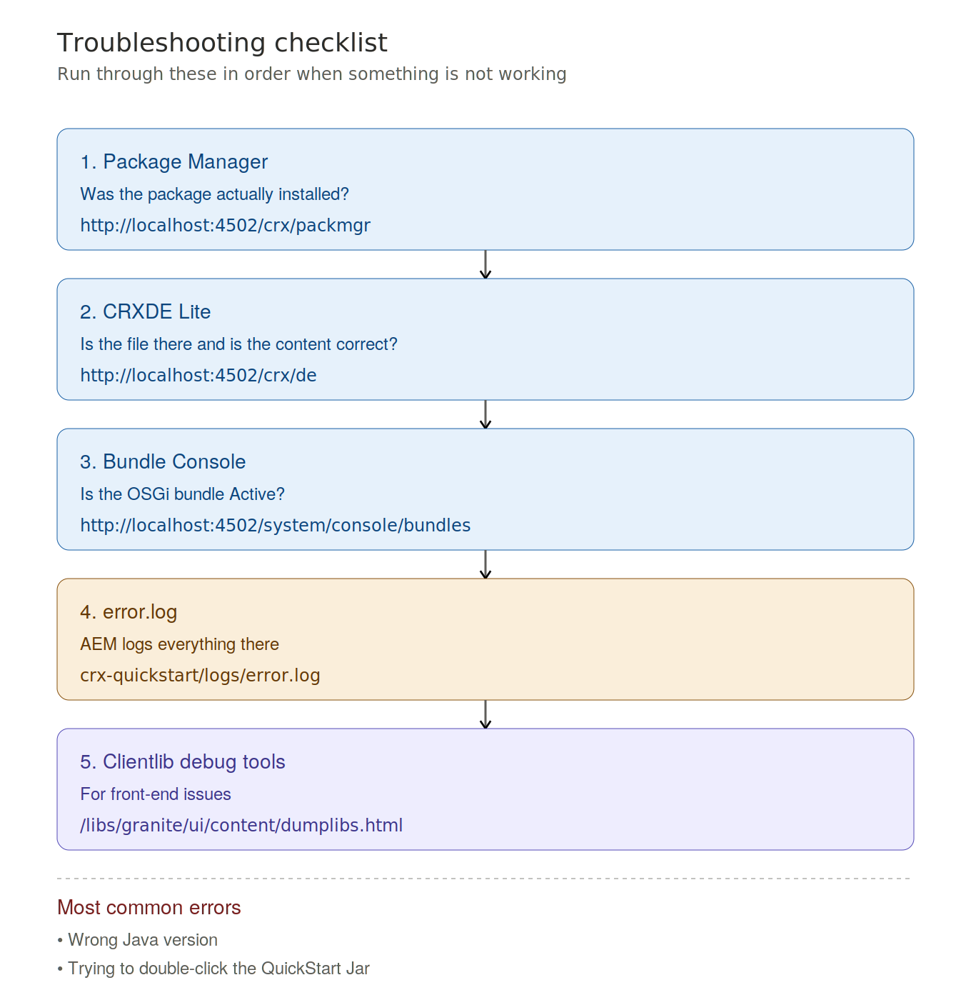 Troubleshooting checklist
Run through these in order when something is not working
1. Package Manager
Was the package actually installed?
http://localhost:4502/crx/packmgr
2. CRXDE Lite
Is the file there and is the content correct?
http://localhost:4502/crx/de
3. Bundle Console
Is the OSGi bundle Active?
http://localhost:4502/system/console/bundles
4. error.log
AEM logs everything there
crx-quickstart/logs/error.log
5. Clientlib debug tools
For front-end issues
/libs/granite/ui/content/dumplibs.html
Most common errors
• Wrong Java version
• Trying to double-click the QuickStart Jar